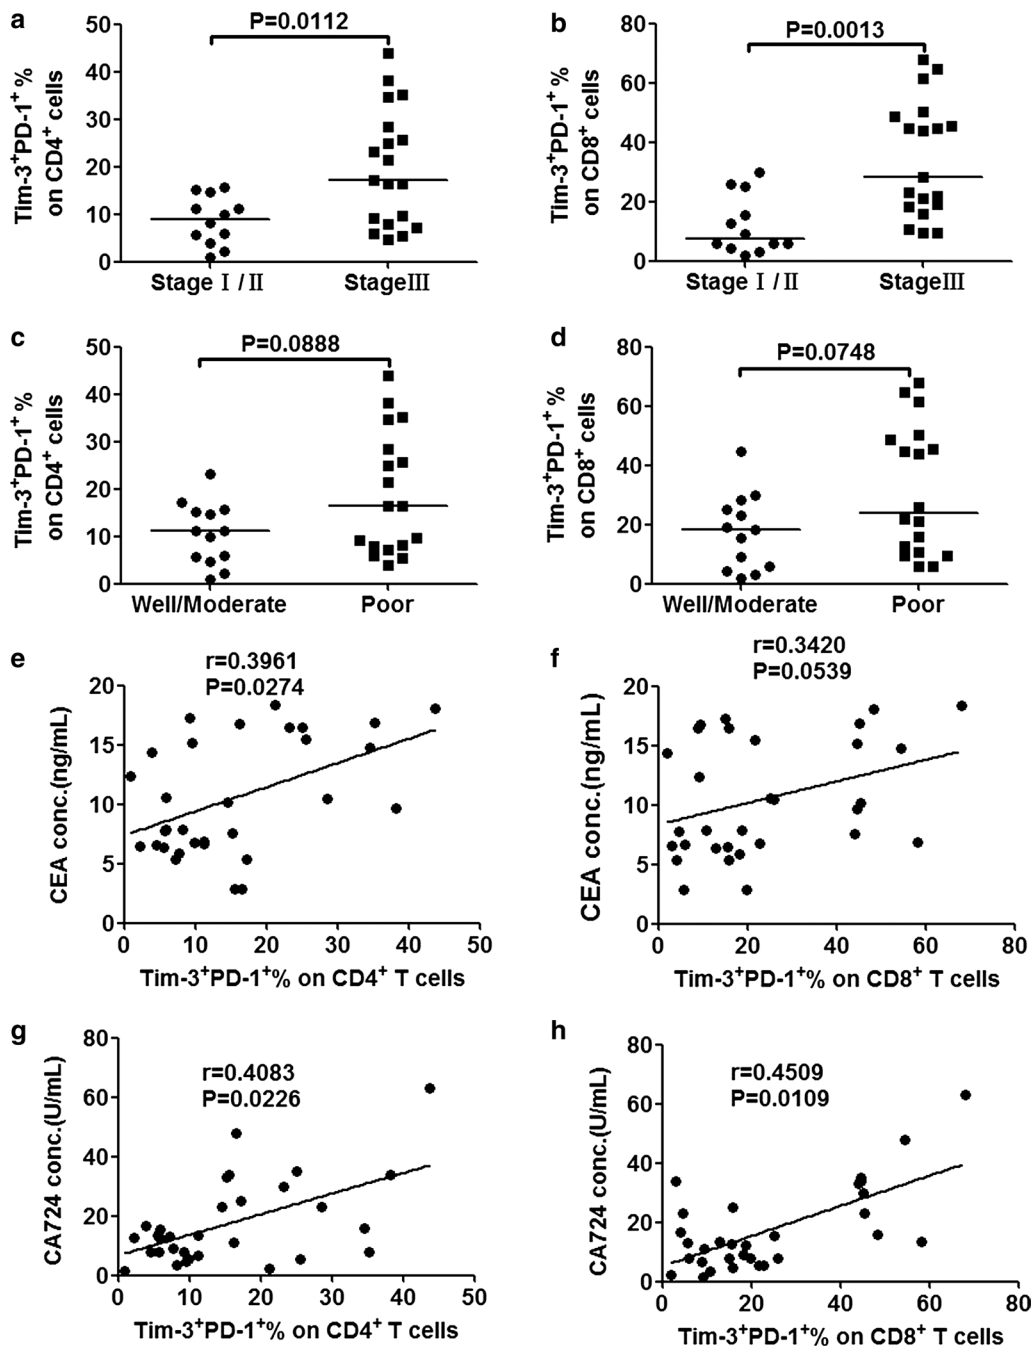 a
P=0.0112
Tim-3⁺PD-1⁺%
on CD4⁺ cells
50
40
30
20
10
0
Stage Ⅰ/Ⅱ
StageⅢ
b
P=0.0013
Tim-3⁺PD-1⁺%
on CD8⁺ cells
80
60
40
20
0
Stage Ⅰ/Ⅱ
StageⅢ
c
P=0.0888
Tim-3⁺PD-1⁺%
on CD4⁺ cells
50
40
30
20
10
0
Well/Moderate
Poor
d
P=0.0748
Tim-3⁺PD-1⁺%
on CD8⁺ cells
80
60
40
20
0
Well/Moderate
Poor
e
r=0.3961
P=0.0274
CEA conc.(ng/mL)
20
15
10
5
0
0 10 20 30 40 50
Tim-3⁺PD-1⁺% on CD4⁺ T cells
f
r=0.3420
P=0.0539
CEA conc.(ng/mL)
20
15
10
5
0
0 20 40 60 80
Tim-3⁺PD-1⁺% on CD8⁺ T cells
g
r=0.4083
P=0.0226
CA724 conc.(U/mL)
80
60
40
20
0
0 10 20 30 40 50
Tim-3⁺PD-1⁺% on CD4⁺ T cells
h
r=0.4509
P=0.0109
CA724 conc.(U/mL)
80
60
40
20
0
0 20 40 60 80
Tim-3⁺PD-1⁺% on CD8⁺ T cells